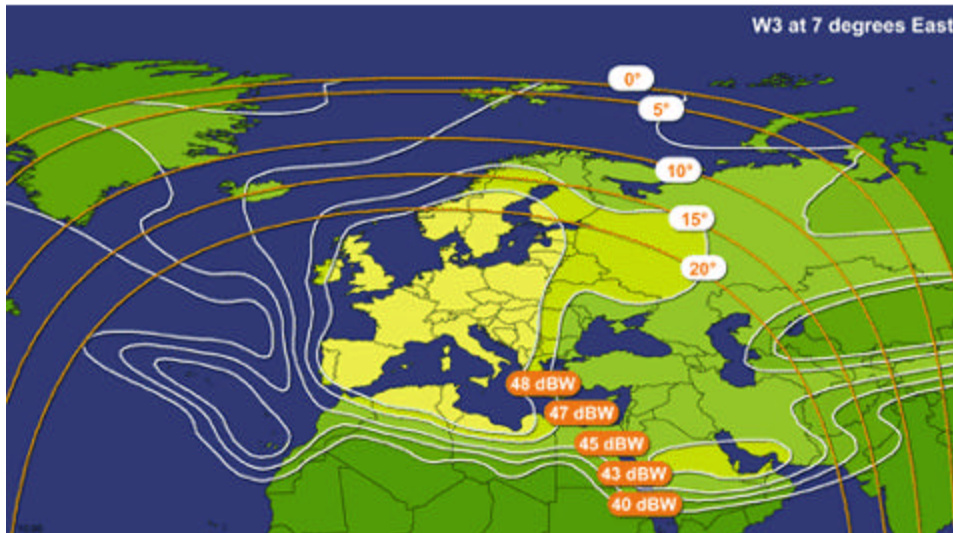 W3 at 7 degrees East
0°
5°
10°
15°
20°
48 dBW
47 dBW
45 dBW
43 dBW
40 dBW